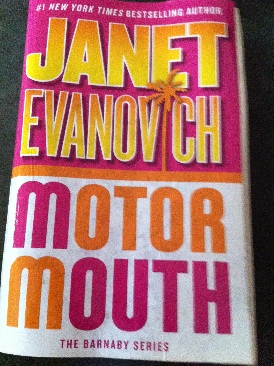 #1 NEW YORK TIMES BESTSELLING AUTHOR
JANET
EVANOVICH
MOTOR
MOUTH
THE BARNABY SERIES